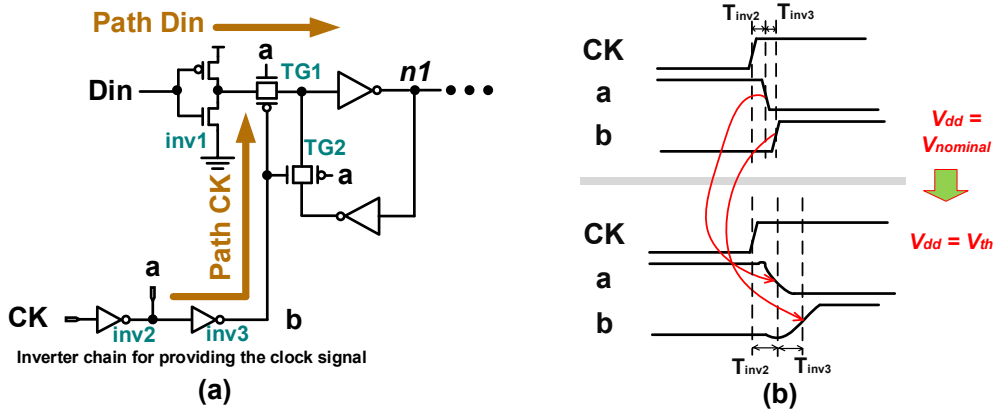 Path Din
a
TG1
n1
Din
inv1
TG2
a
Path CK
a
CK
inv2
inv3
b
Inverter chain for providing the clock signal
(a)
Tinv2
Tinv3
CK
a
b
Vdd =
Vnominal
CK
Vdd = Vth
a
b
Tinv2
Tinv3
(b)